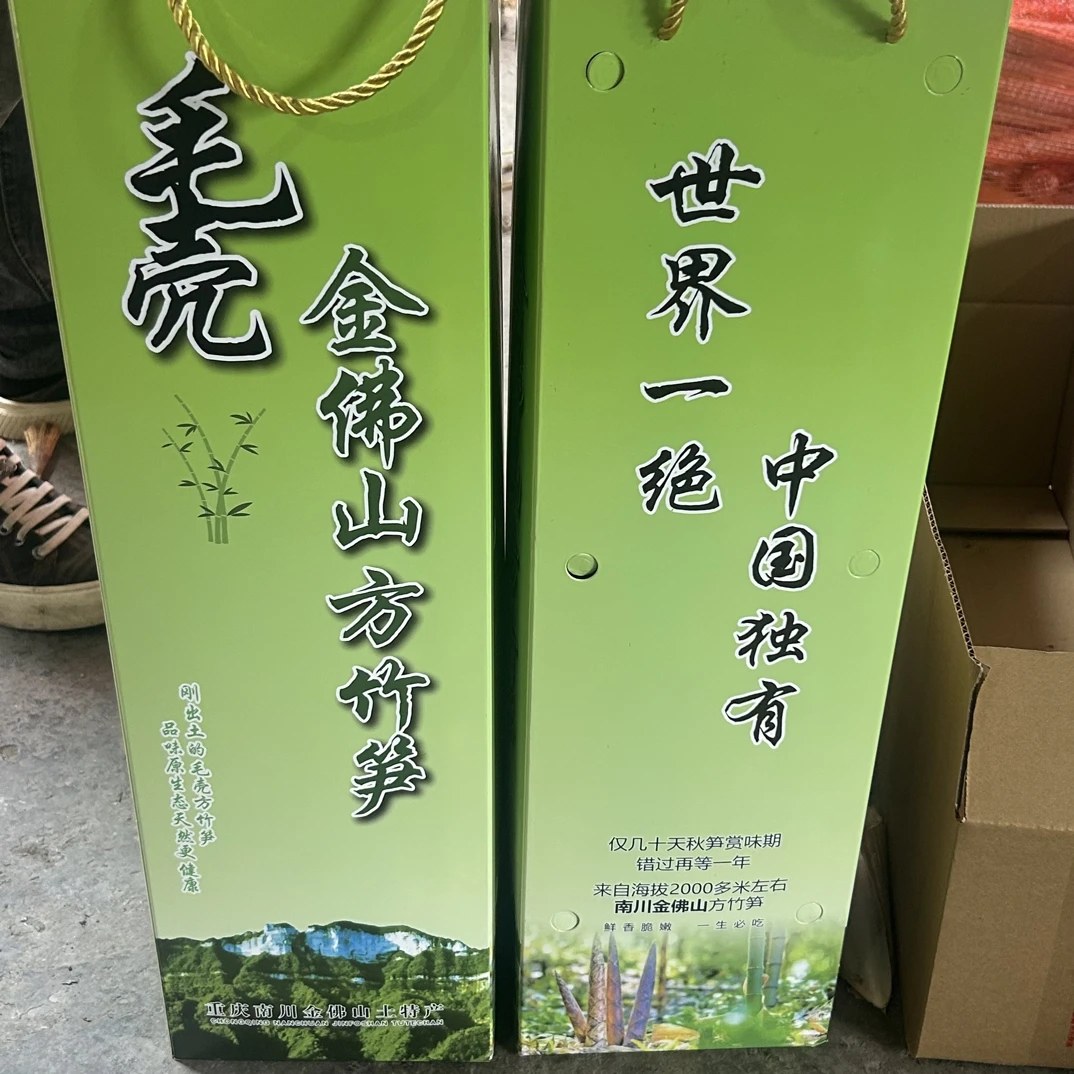 毛壳
金佛山方竹笋
刚出土的毛壳方竹笋
品味原生态天然更健康
重庆南川金佛山土特产
CHONGQING NANCHUAN JINFOSHAN TUTECHAN
世界一绝
中国独有
仅几十天秋笋赏味期
错过再等一年
来自海拔2000多米左右
南川金佛山方竹笋
鲜香脆嫩 一生必吃